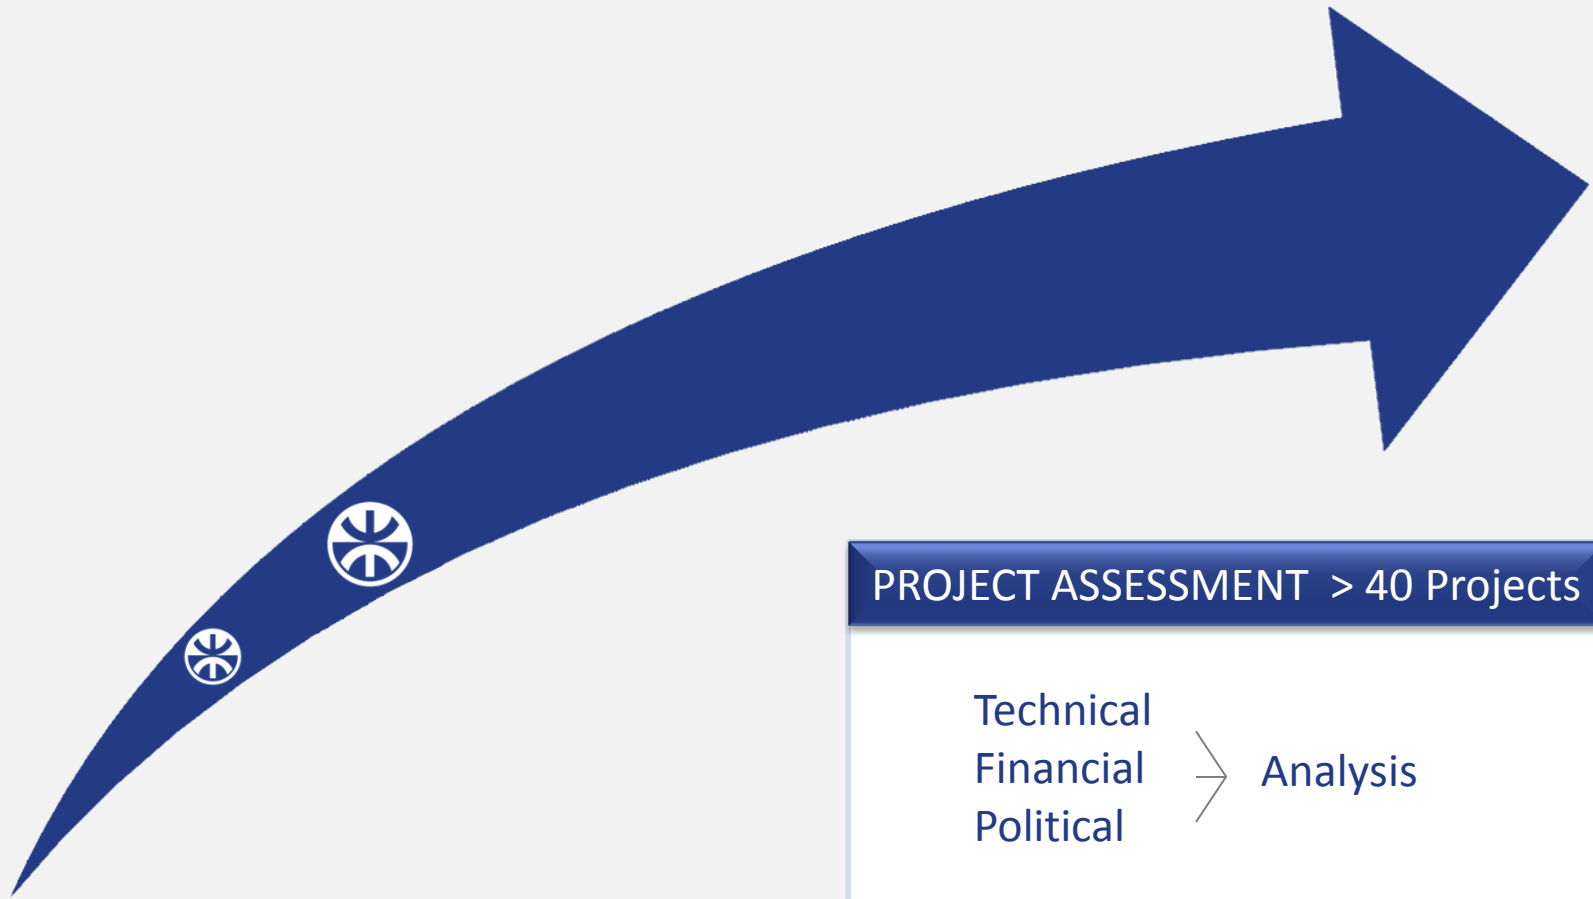 PROJECT ASSESSMENT > 40 Projects
Technical
Financial
Analysis
Political